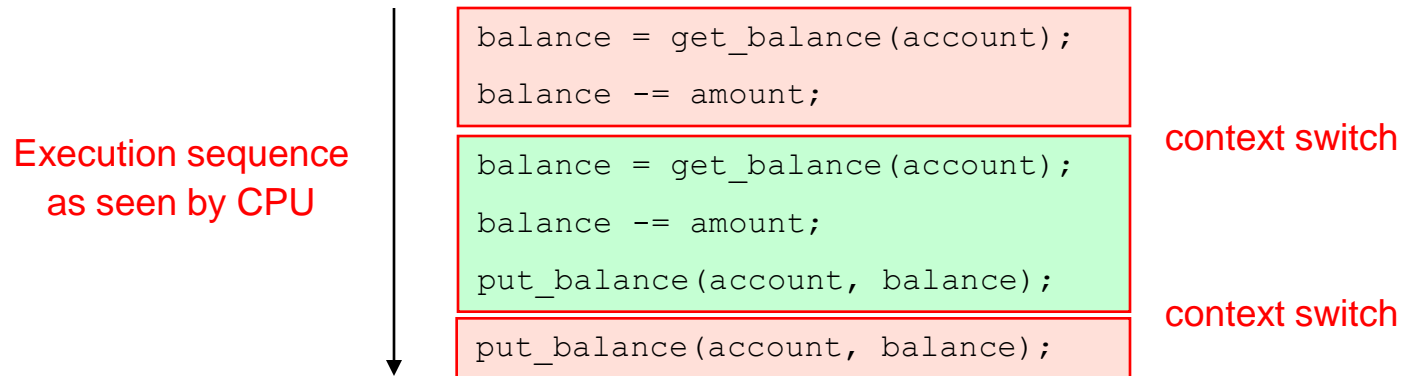 balance = get_balance(account);
balance -= amount;
context switch
Execution sequence
as seen by CPU
balance = get_balance(account);
balance -= amount;
put_balance(account, balance);
context switch
put_balance(account, balance);